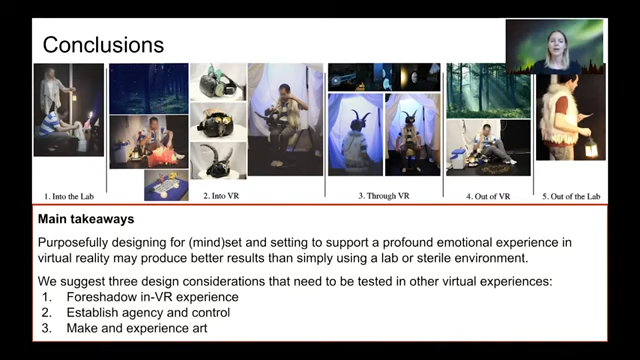 Conclusions
1. Into the Lab
2. Into VR
3. Through VR
4. Out of VR
5. Out of the Lab
Main takeaways
Purposefully designing for (mind)set and setting to support a profound emotional experience in
virtual reality may produce better results than simply using a lab or sterile environment.
We suggest three design considerations that need to be tested in other virtual experiences:
1. Foreshadow in-VR experience
2. Establish agency and control
3. Make and experience art